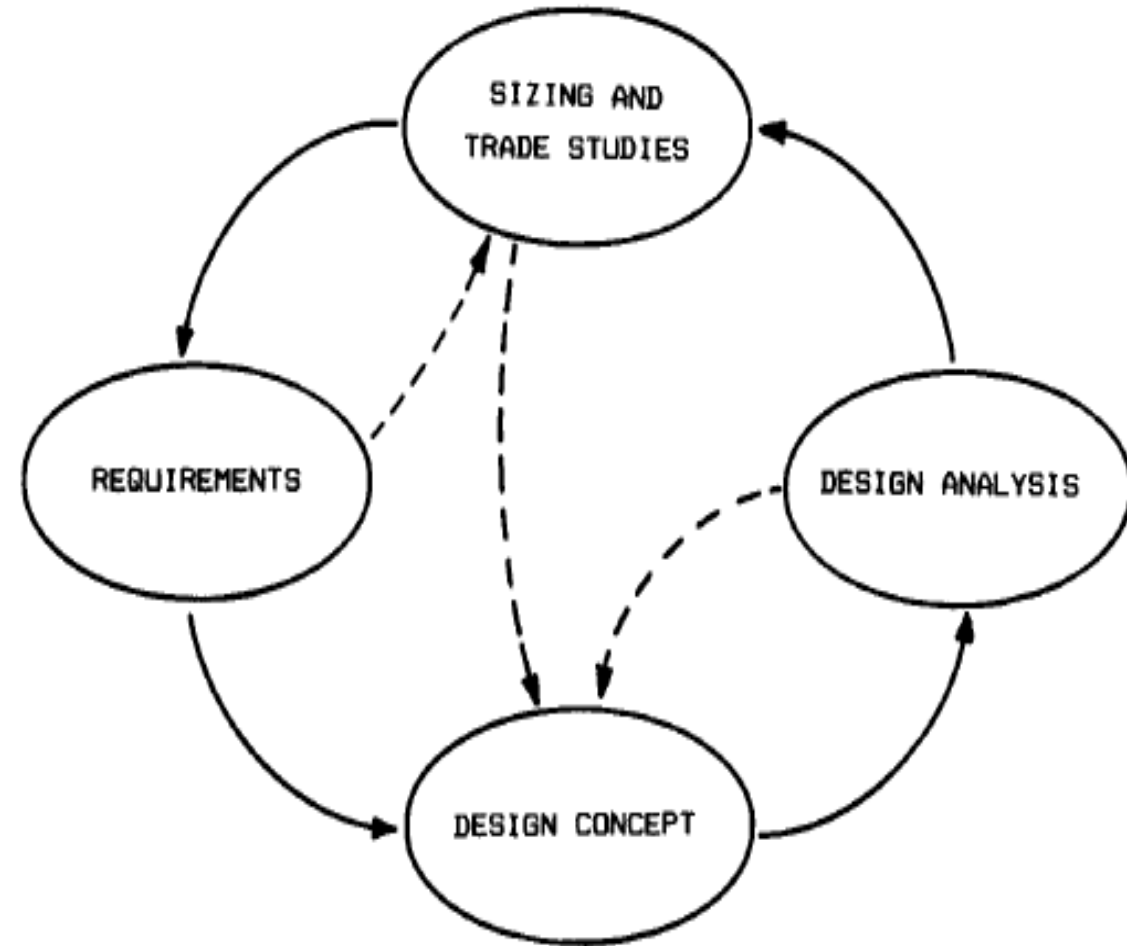 SIZING AND
TRADE STUDIES
REQUIREMENTS
DESIGN ANALYSIS
DESIGN CONCEPT